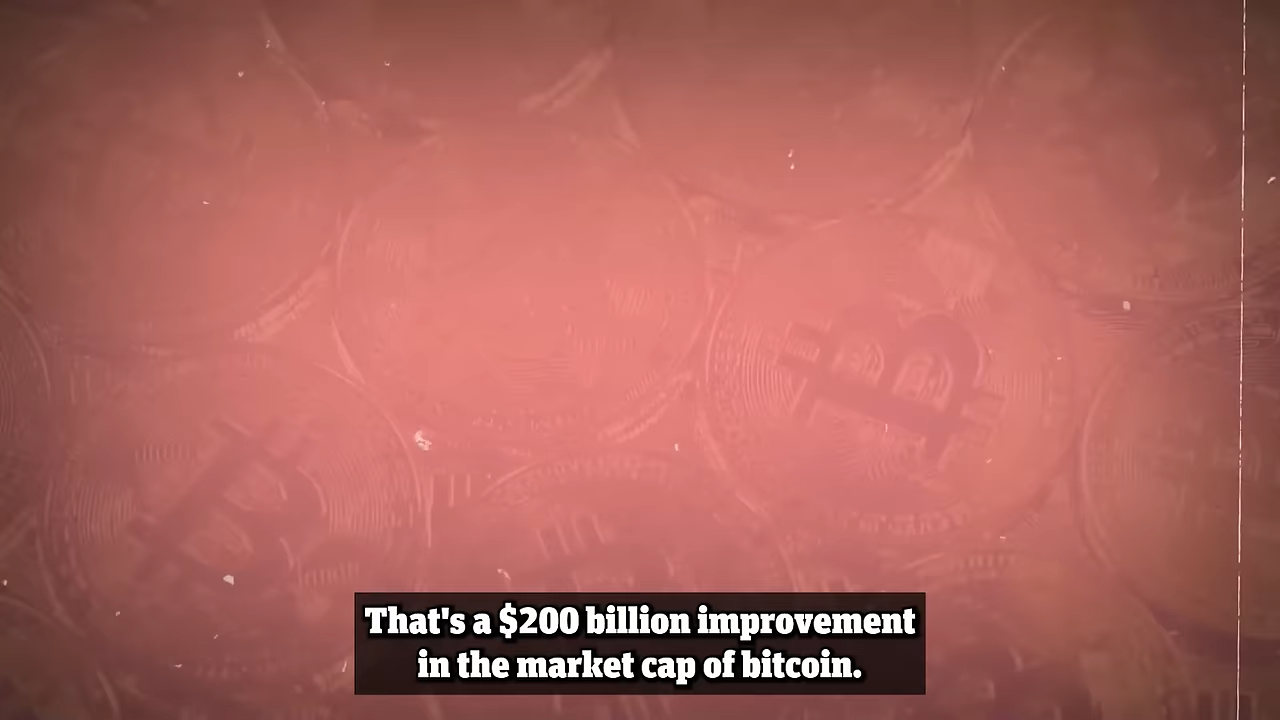 That's a $200 billion improvement
in the market cap of bitcoin.